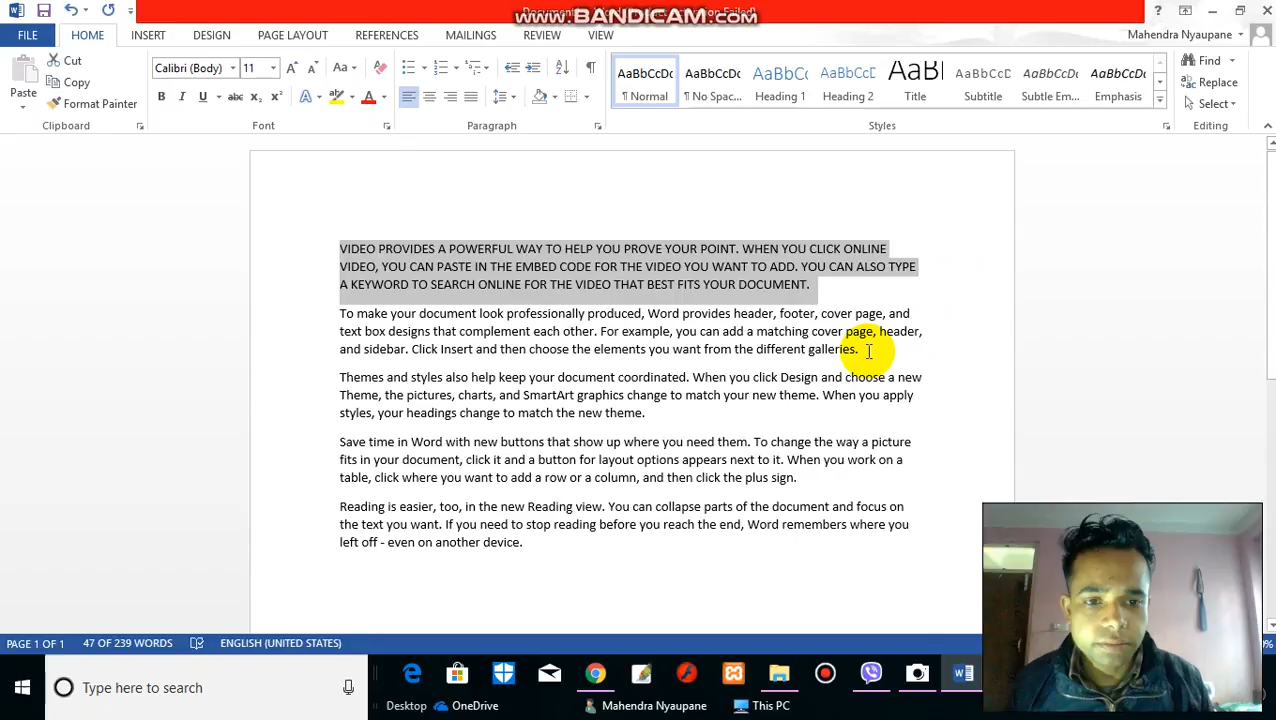 www.BANDICAM.com
FILE HOME INSERT DESIGN PAGE LAYOUT REFERENCES MAILINGS REVIEW VIEW Mahendra Nyaupane
Cut
Copy
Format Painter
Paste
Clipboard
Calibri (Body) 11
Font
Paragraph
AaBbCcDc AaBbCcDc AaBbCc AaBbCcC AaBl AaBbCcD AaBbCcDc AaBbCcDc
¶ Normal ¶ No Spac... Heading 1 Heading 2 Title Subtitle Subtle Em... Emphasis
Styles
Find
Replace
Select
Editing
VIDEO PROVIDES A POWERFUL WAY TO HELP YOU PROVE YOUR POINT. WHEN YOU CLICK ONLINE
VIDEO, YOU CAN PASTE IN THE EMBED CODE FOR THE VIDEO YOU WANT TO ADD. YOU CAN ALSO TYPE
A KEYWORD TO SEARCH ONLINE FOR THE VIDEO THAT BEST FITS YOUR DOCUMENT.
To make your document look professionally produced, Word provides header, footer, cover page, and
text box designs that complement each other. For example, you can add a matching cover page, header,
and sidebar. Click Insert and then choose the elements you want from the different galleries.
Themes and styles also help keep your document coordinated. When you click Design and choose a new
Theme, the pictures, charts, and SmartArt graphics change to match your new theme. When you apply
styles, your headings change to match the new theme.
Save time in Word with new buttons that show up where you need them. To change the way a picture
fits in your document, click it and a button for layout options appears next to it. When you work on a
table, click where you want to add a row or a column, and then click the plus sign.
Reading is easier, too, in the new Reading view. You can collapse parts of the document and focus on
the text you want. If you need to stop reading before you reach the end, Word remembers where you
left off - even on another device.
PAGE 1 OF 1 47 OF 239 WORDS ENGLISH (UNITED STATES)
Type here to search
Desktop OneDrive Mahendra Nyaupane This PC